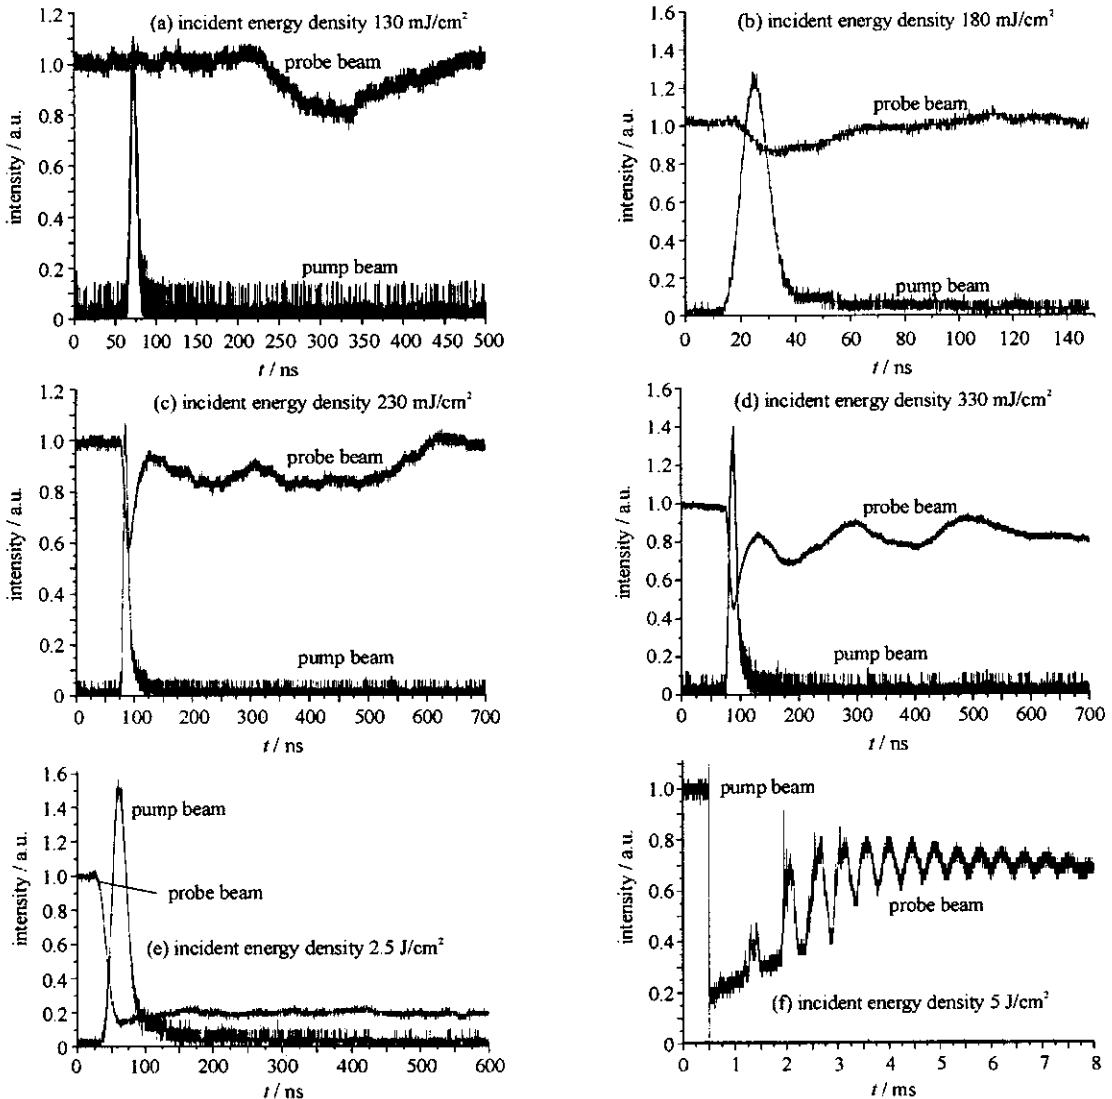 (a) incident energy density 130 mJ/cm²
probe beam
pump beam
intensity / a.u.
1.2
1.0
0.8
0.6
0.4
0.2
0
0 50 100 150 200 250 300 350 400 450 500
t / ns
(b) incident energy density 180 mJ/cm²
probe beam
pump beam
intensity / a.u.
1.6
1.4
1.2
1.0
0.8
0.6
0.4
0.2
0
0 20 40 60 80 100 120 140
t / ns
(c) incident energy density 230 mJ/cm²
probe beam
pump beam
intensity / a.u.
1.2
1.0
0.8
0.6
0.4
0.2
0
0 100 200 300 400 500 600 700
t / ns
(d) incident energy density 330 mJ/cm²
probe beam
pump beam
intensity / a.u.
1.6
1.4
1.2
1.0
0.8
0.6
0.4
0.2
0
0 100 200 300 400 500 600 700
t / ns
pump beam
probe beam
(e) incident energy density 2.5 J/cm²
intensity / a.u.
1.6
1.4
1.2
1.0
0.8
0.6
0.4
0.2
0
0 50 100 150 200 250 300 350 400 450 500 600
t / ns
pump beam
probe beam
(f) incident energy density 5 J/cm²
intensity / a.u.
1.0
0.8
0.6
0.4
0.2
0
0 1 2 3 4 5 6 7 8
t / ms